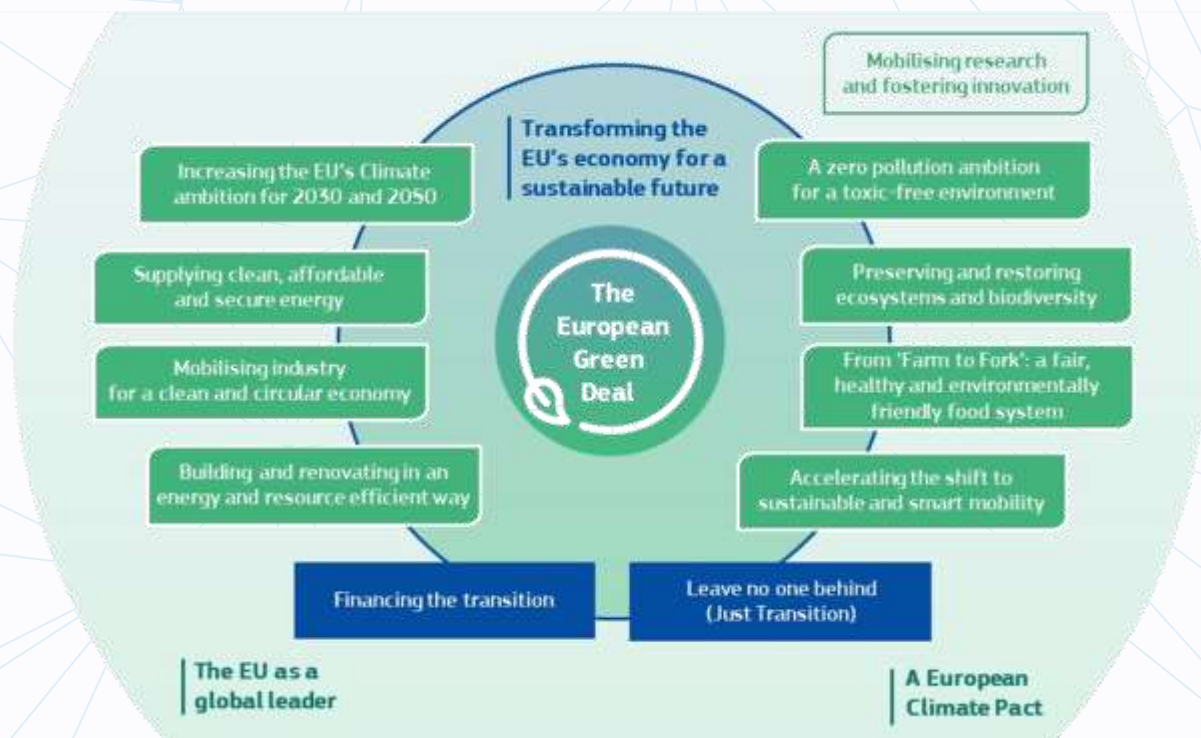 Mobilising research
and fostering innovation
Transforming the
EU's economy for a
sustainable future
Increasing the EU's Climate
ambition for 2030 and 2050
A zero pollution ambition
for a toxic-free environment
Supplying clean, affordable
and secure energy
Preserving and restoring
ecosystems and biodiversity
The
European
Green
Deal
Mobilising industry
for a clean and circular economy
From 'Farm to Fork': a fair,
healthy and environmentally
friendly food system
Building and renovating in an
energy and resource efficient way
Accelerating the shift to
sustainable and smart mobility
Financing the transition
Leave no one behind
(Just Transition)
The EU as a
global leader
A European
Climate Pact